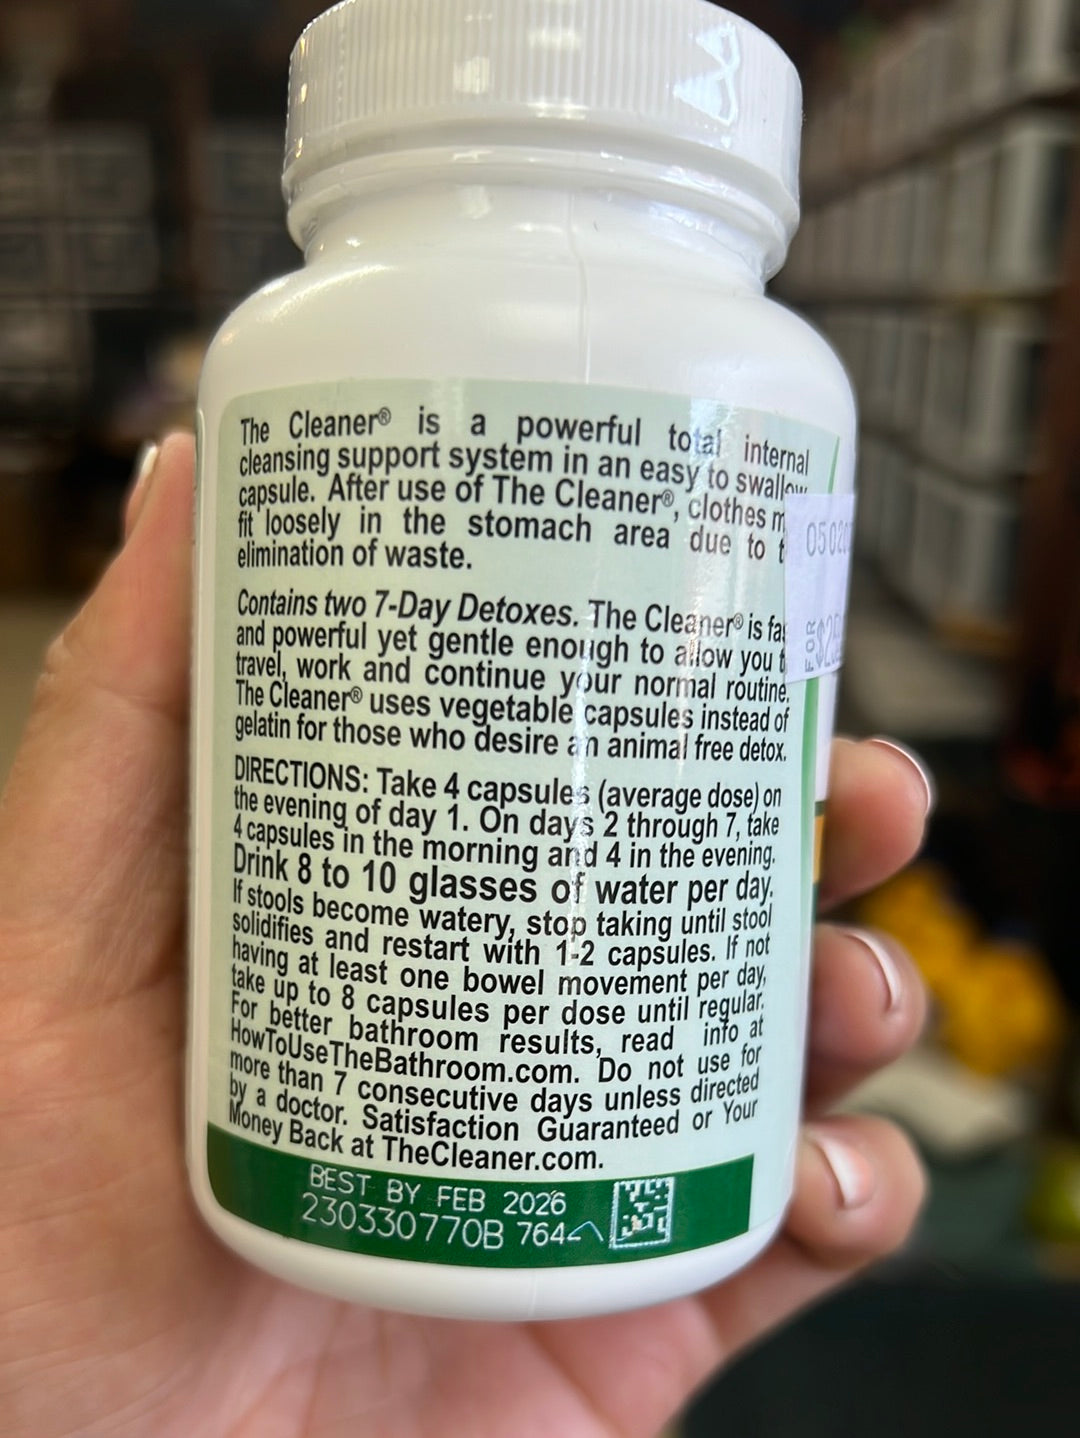 The Cleaner® is a powerful total internal
cleansing support system in an easy to swallow
capsule. After use of The Cleaner®, clothes
fit loosely in the stomach area due to
elimination of waste.
Contains two 7-Day Detoxes. The Cleaner® is
and powerful yet gentle enough to allow you
travel, work and continue your normal routine.
The Cleaner® uses vegetable capsules instead of
gelatin for those who desire an animal free detox.
DIRECTIONS: Take 4 capsules (average dose) on
the evening of day 1. On days 2 through 7, take
4 capsules in the morning and 4 in the evening.
Drink 8 to 10 glasses of water per day.
If stools become watery, stop taking until stool
solidifies and restart with 1-2 capsules. If not
having at least one bowel movement per day,
take up to 8 capsules per dose until regular.
For better bathroom results, read info at
HowToUseTheBathroom.com. Do not use for
more than 7 consecutive days unless directed
by a doctor. Satisfaction Guaranteed or Your
Money Back at TheCleaner.com.
BEST BY FEB 2026
230330770B 764
FOR